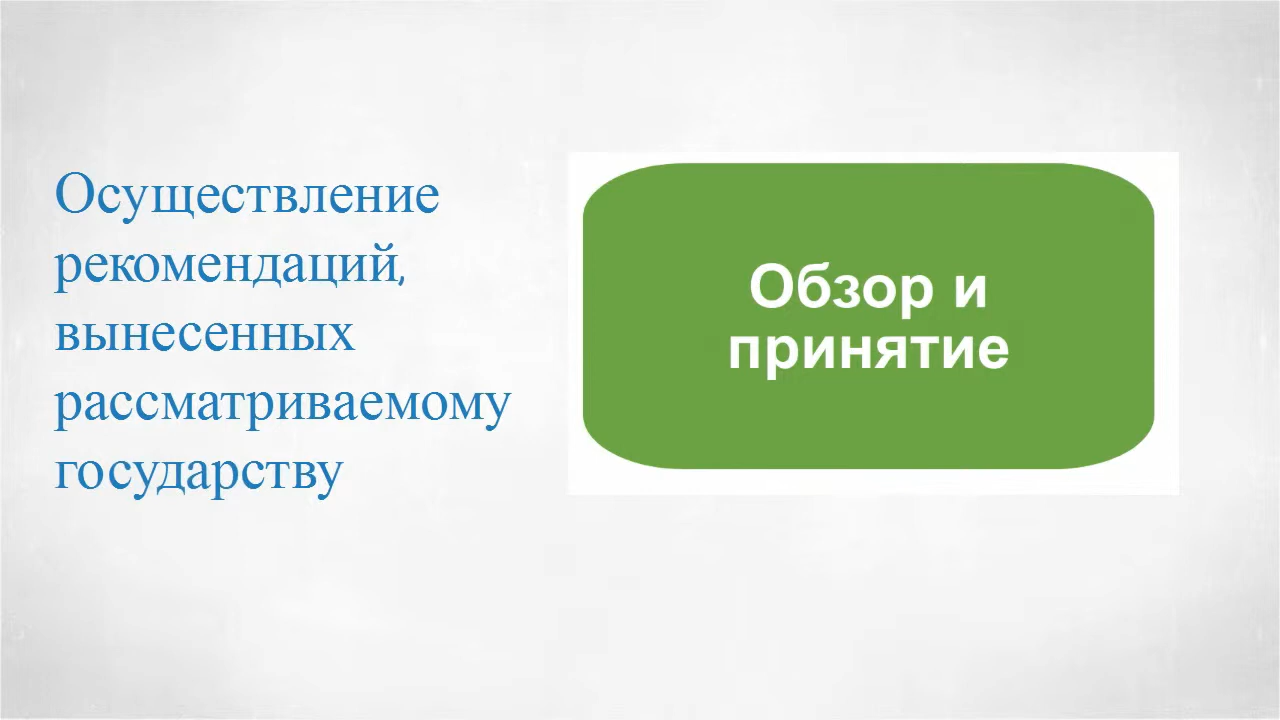 Осуществление
рекомендаций,
вынесенных
рассматриваемому
государству
Обзор и
принятие